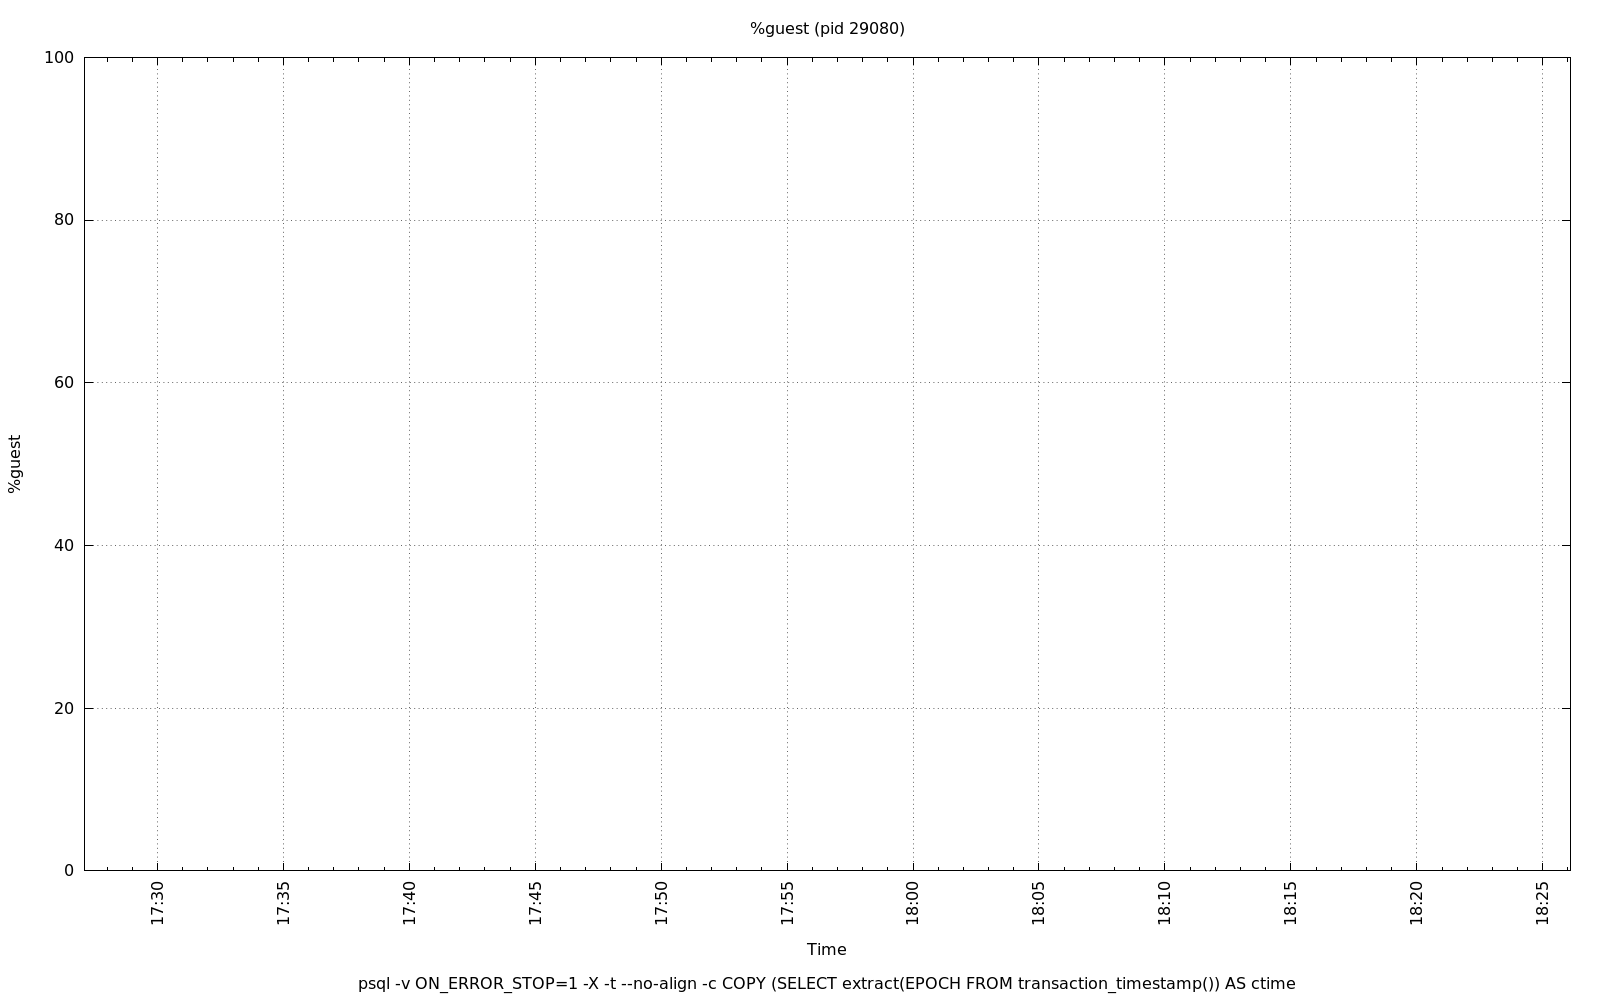 %guest (pid 29080)
100
80
60
40
20
0
%guest
17:30 17:35 17:40 17:45 17:50 17:55 18:00 18:05 18:10 18:15 18:20 18:25
Time
psql -v ON_ERROR_STOP=1 -X -t --no-align -c COPY (SELECT extract(EPOCH FROM transaction_timestamp()) AS ctime